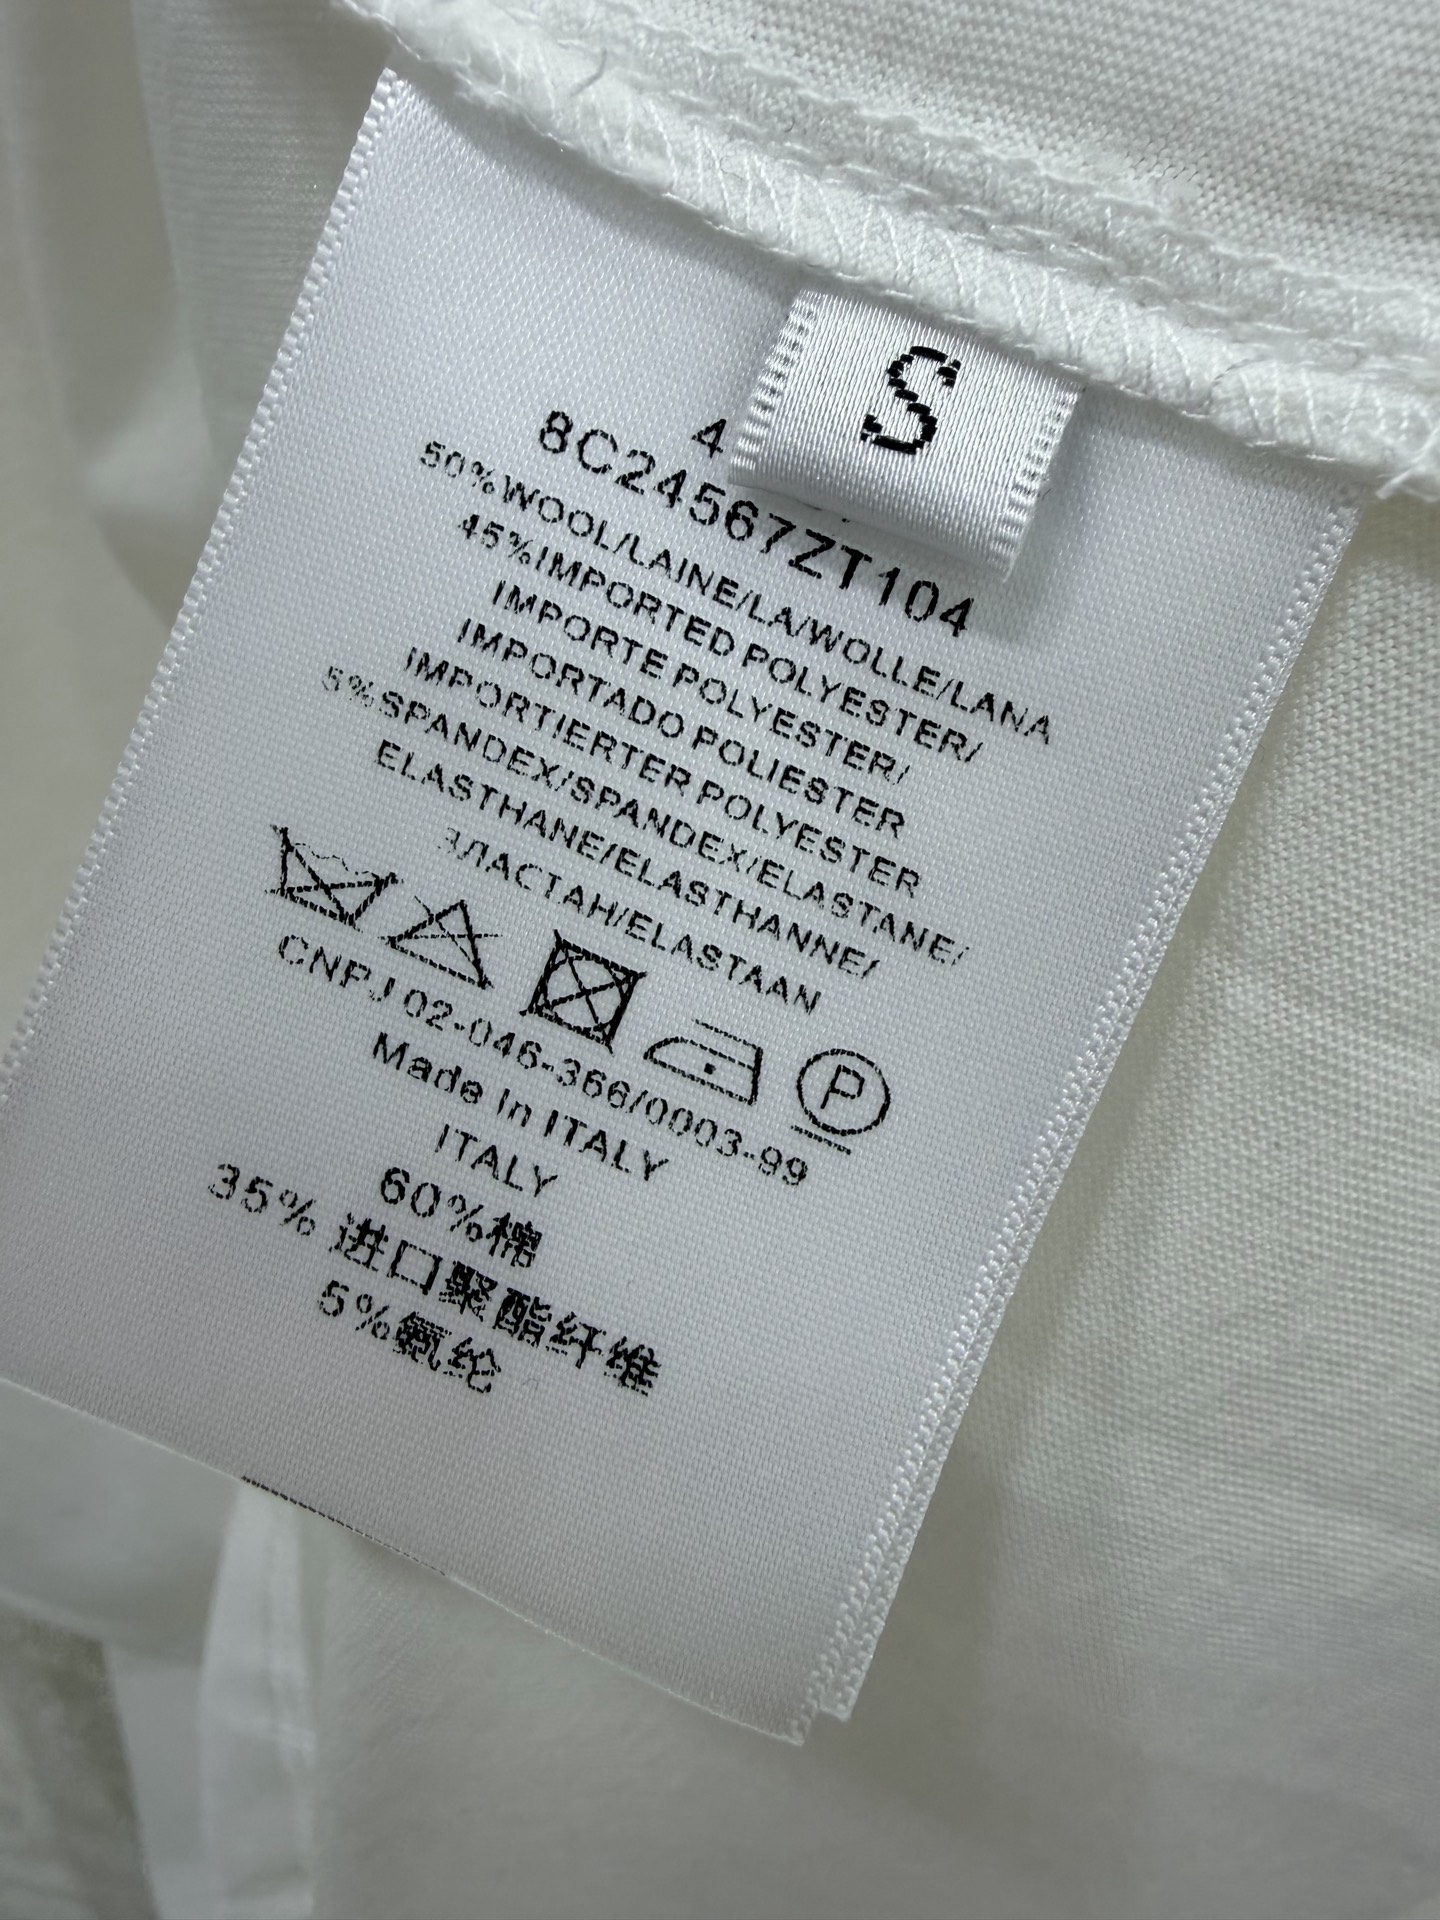 S
4
8C24567ZT104
50%WOOL/LAINE/LA/WOLLE/LANA
45%IMPORTED POLYESTER/
IMPORTE POLYESTER/
IMPORTADO POLIESTER
IMPORTIERTER POLYESTER
5%SPANDEX/SPANDEX/ELASTANE/
ELASTHANE/ELASTHANNE/
ЭЛАСТАН/ELASTAAN
P
CNPJ 02-046-366/0003-99
Made In ITALY
ITALY
60%棉
35% 进口聚酯纤维
5%氨纶